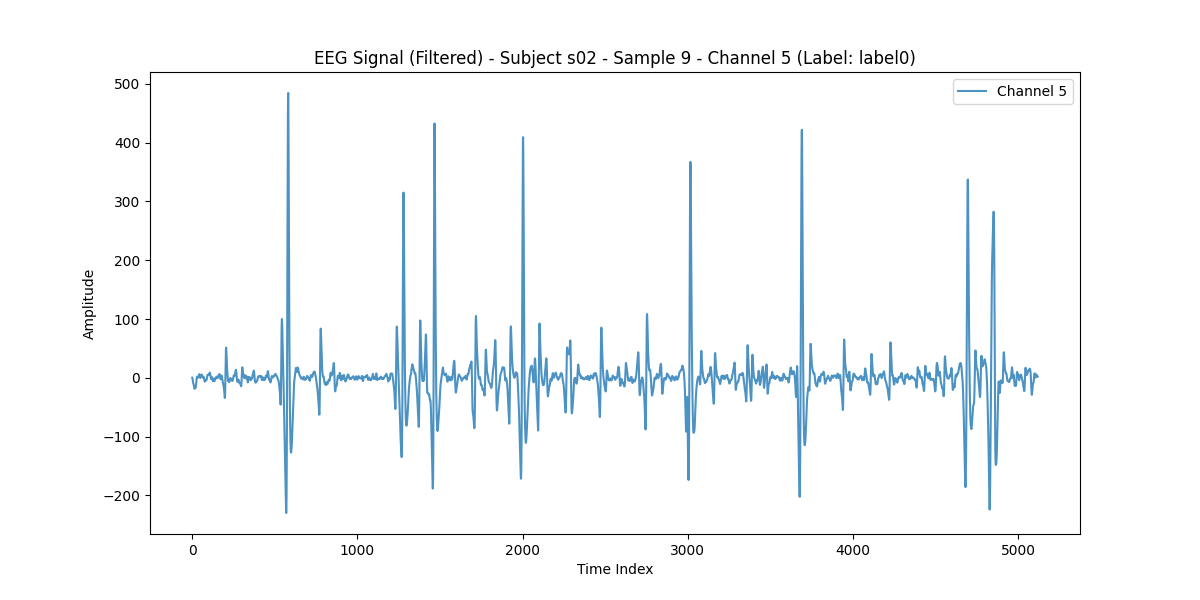 EEG Signal (Filtered) - Subject s02 - Sample 9 - Channel 5 (Label: label0)
Channel 5
500
400
300
200
100
0
−100
−200
Amplitude
0 1000 2000 3000 4000 5000
Time Index